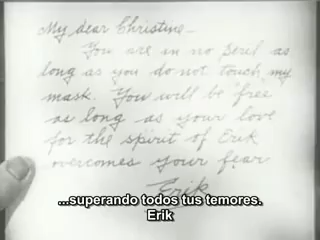 My dear Christine—
You are in no peril as
long as you do not touch my
mask. You will be free
as long as your love
for the spirit of Erik
overcomes your fear
Erik
...superando todos tus temores.
Erik